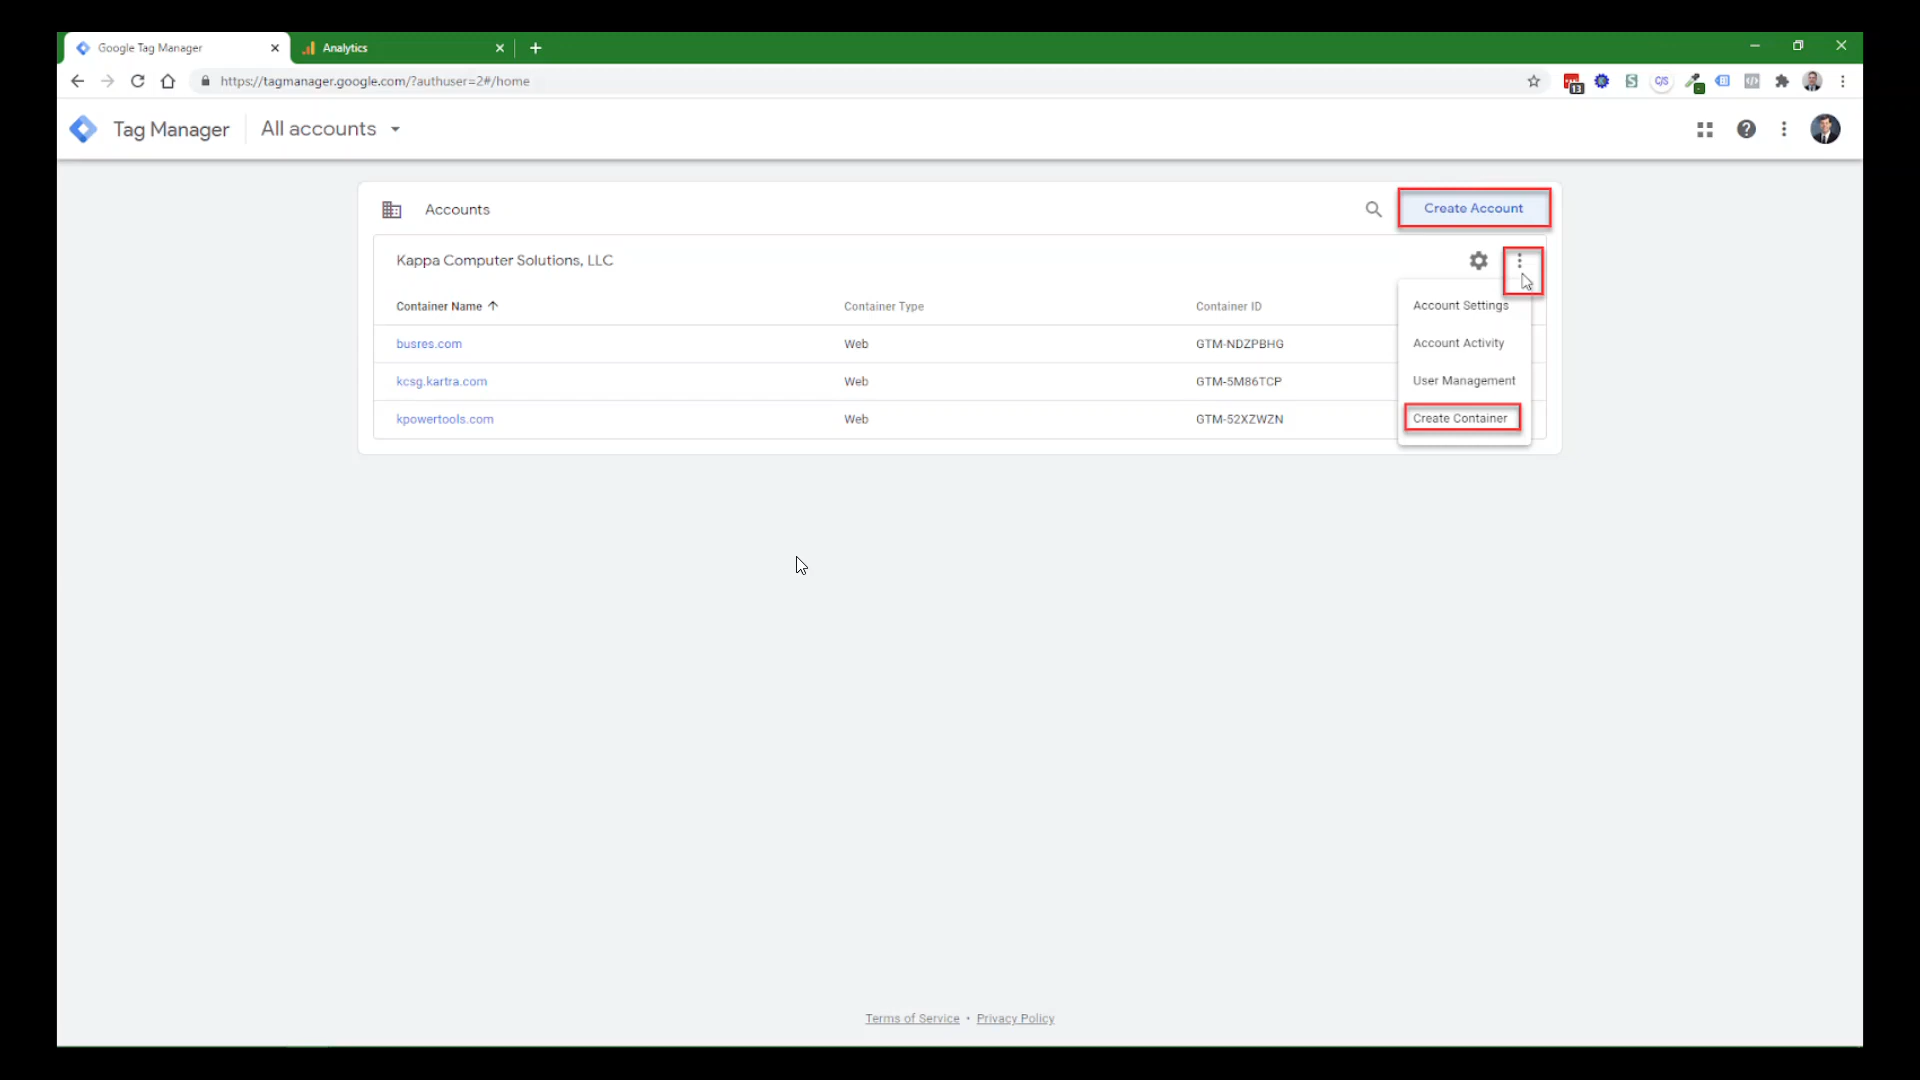 Google Tag Manager
Analytics
https://tagmanager.google.com/?authuser=2#/home
13
C/S
Tag Manager
All accounts
Accounts
Create Account
Kappa Computer Solutions, LLC
Container Name
Container Type
Container ID
Account Settings
busres.com
Web
GTM-NDZPBHG
Account Activity
kcsg.kartra.com
Web
GTM-5M86TCP
User Management
kpowertools.com
Web
GTM-52XZWZN
Create Container
Terms of Service • Privacy Policy